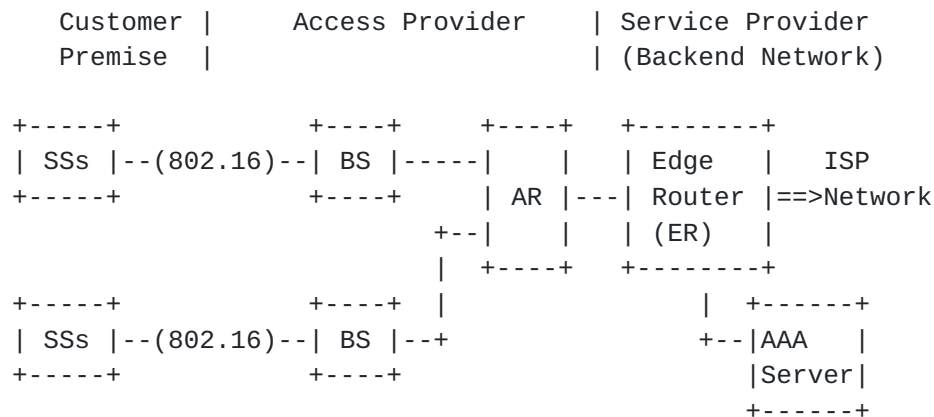 Customer |     Access Provider     | Service Provider
Premise  |                         | (Backend Network)
+-----+            +----+     +----+   +--------+
| SSs |--(802.16)--| BS |-----|    |   | Edge   |    ISP
+-----+            +----+     | AR |---| Router |==>Network
                           +--|    |   | (ER)   |
                           |  +----+   +--------+
+-----+            +----+  |                |  +------+
| SSs |--(802.16)--| BS |--+                +--|AAA   |
+-----+            +----+                      |Server|
                                               +------+